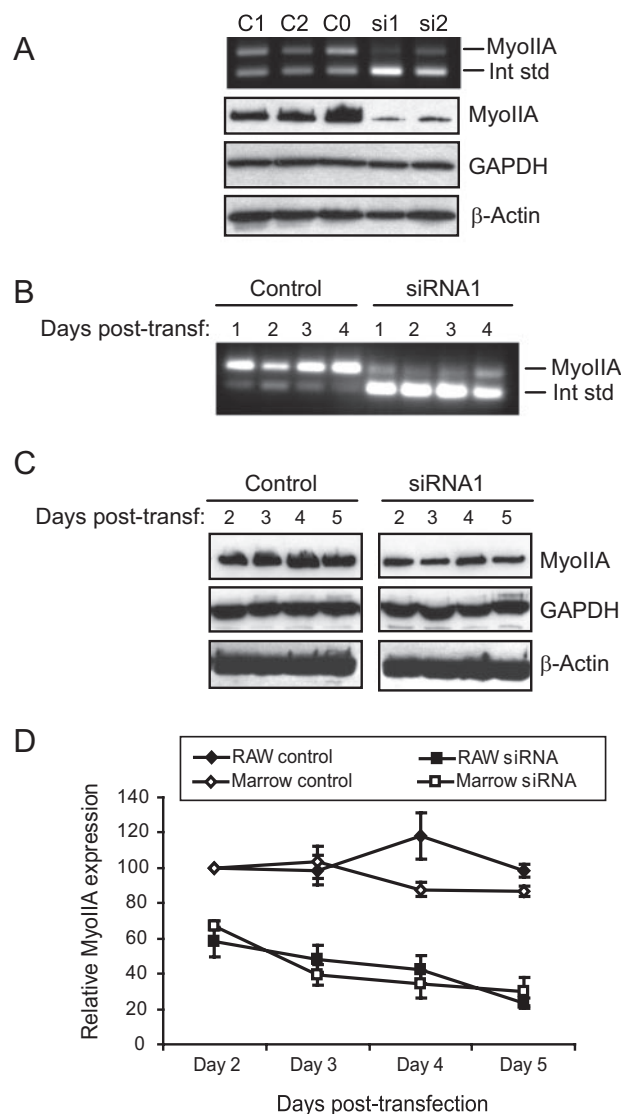 A
C1 C2 C0 si1 si2
MyoIIA
Int std
MyoIIA
GAPDH
β-Actin
B
Control siRNA1
Days post-transf: 1 2 3 4 1 2 3 4
MyoIIA
Int std
C
Control siRNA1
Days post-transf: 2 3 4 5 2 3 4 5
MyoIIA
GAPDH
β-Actin
D
RAW control RAW siRNA
Marrow control Marrow siRNA
Relative MyoIIA expression
140
120
100
80
60
40
20
0
Day 2 Day 3 Day 4 Day 5
Days post-transfection